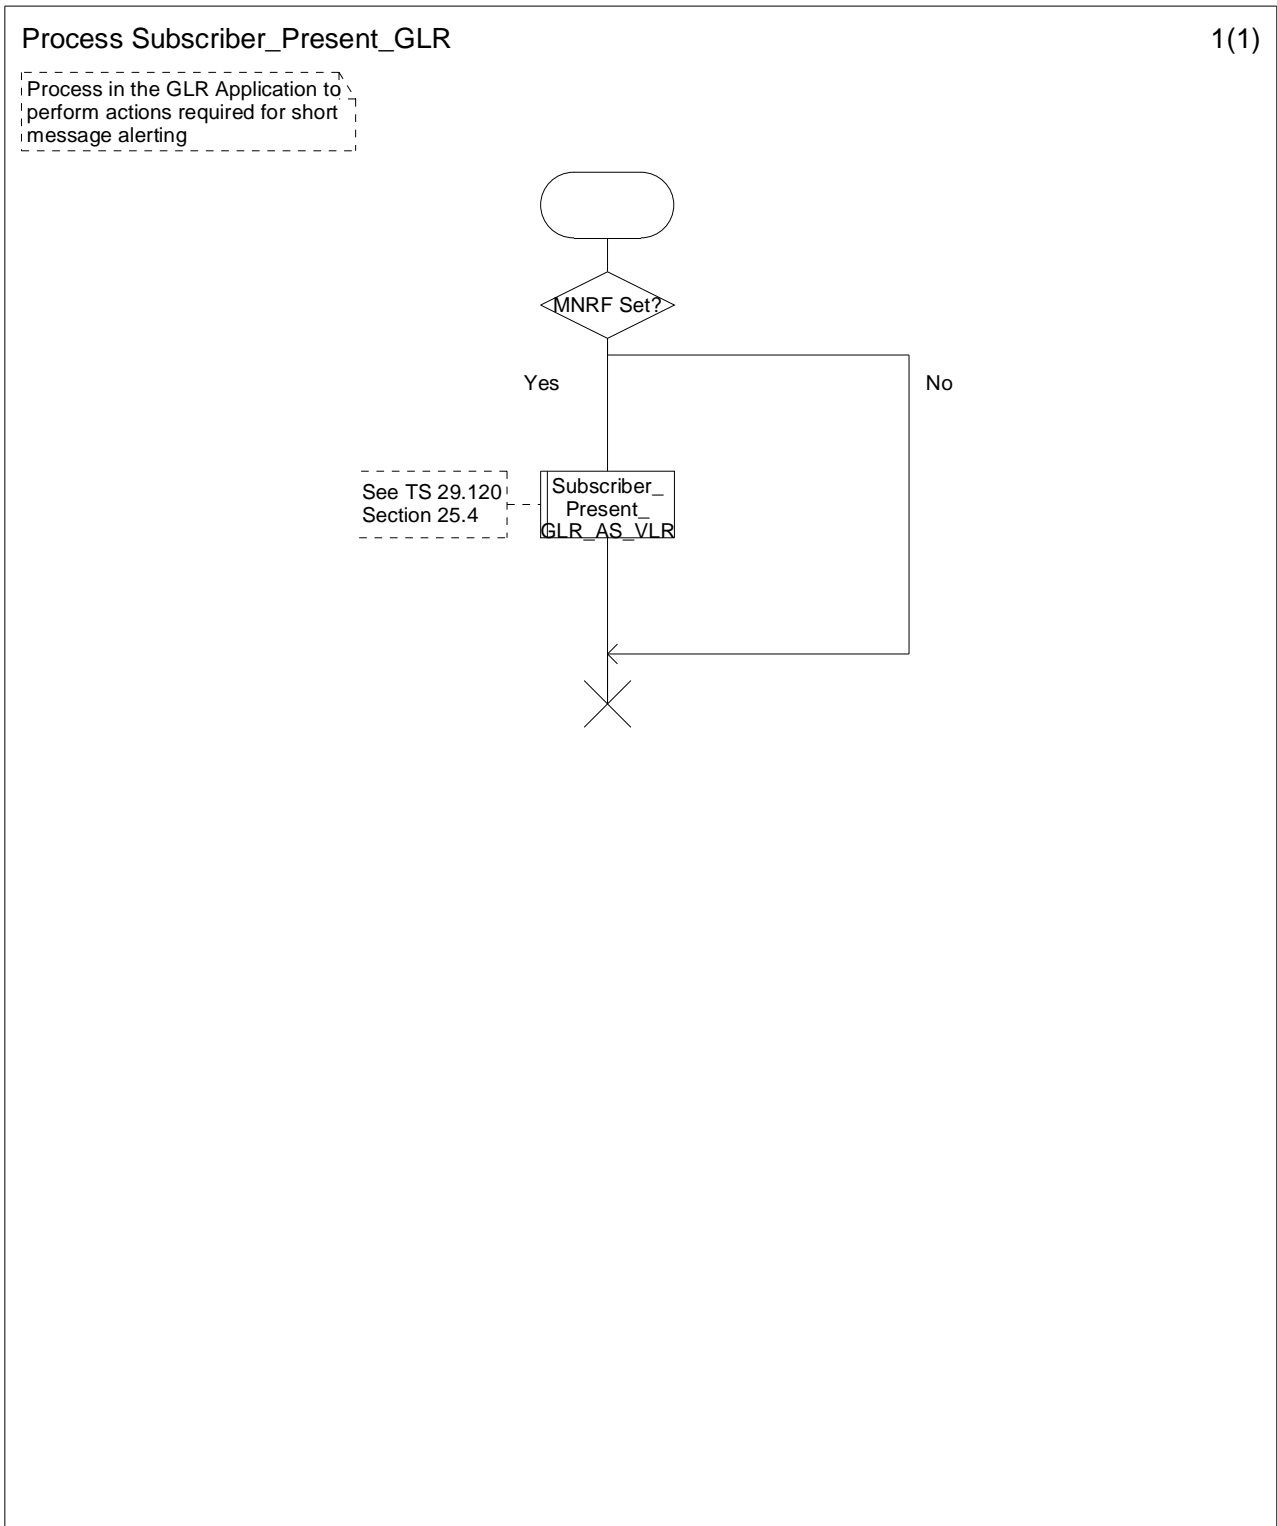 Process Subscriber_Present_GLR
1(1)
Process in the GLR Application to
perform actions required for short
message alerting
MNRF Set?
Yes
No
See TS 29.120
Section 25.4
Subscriber_
Present_
GLR_AS_VLR